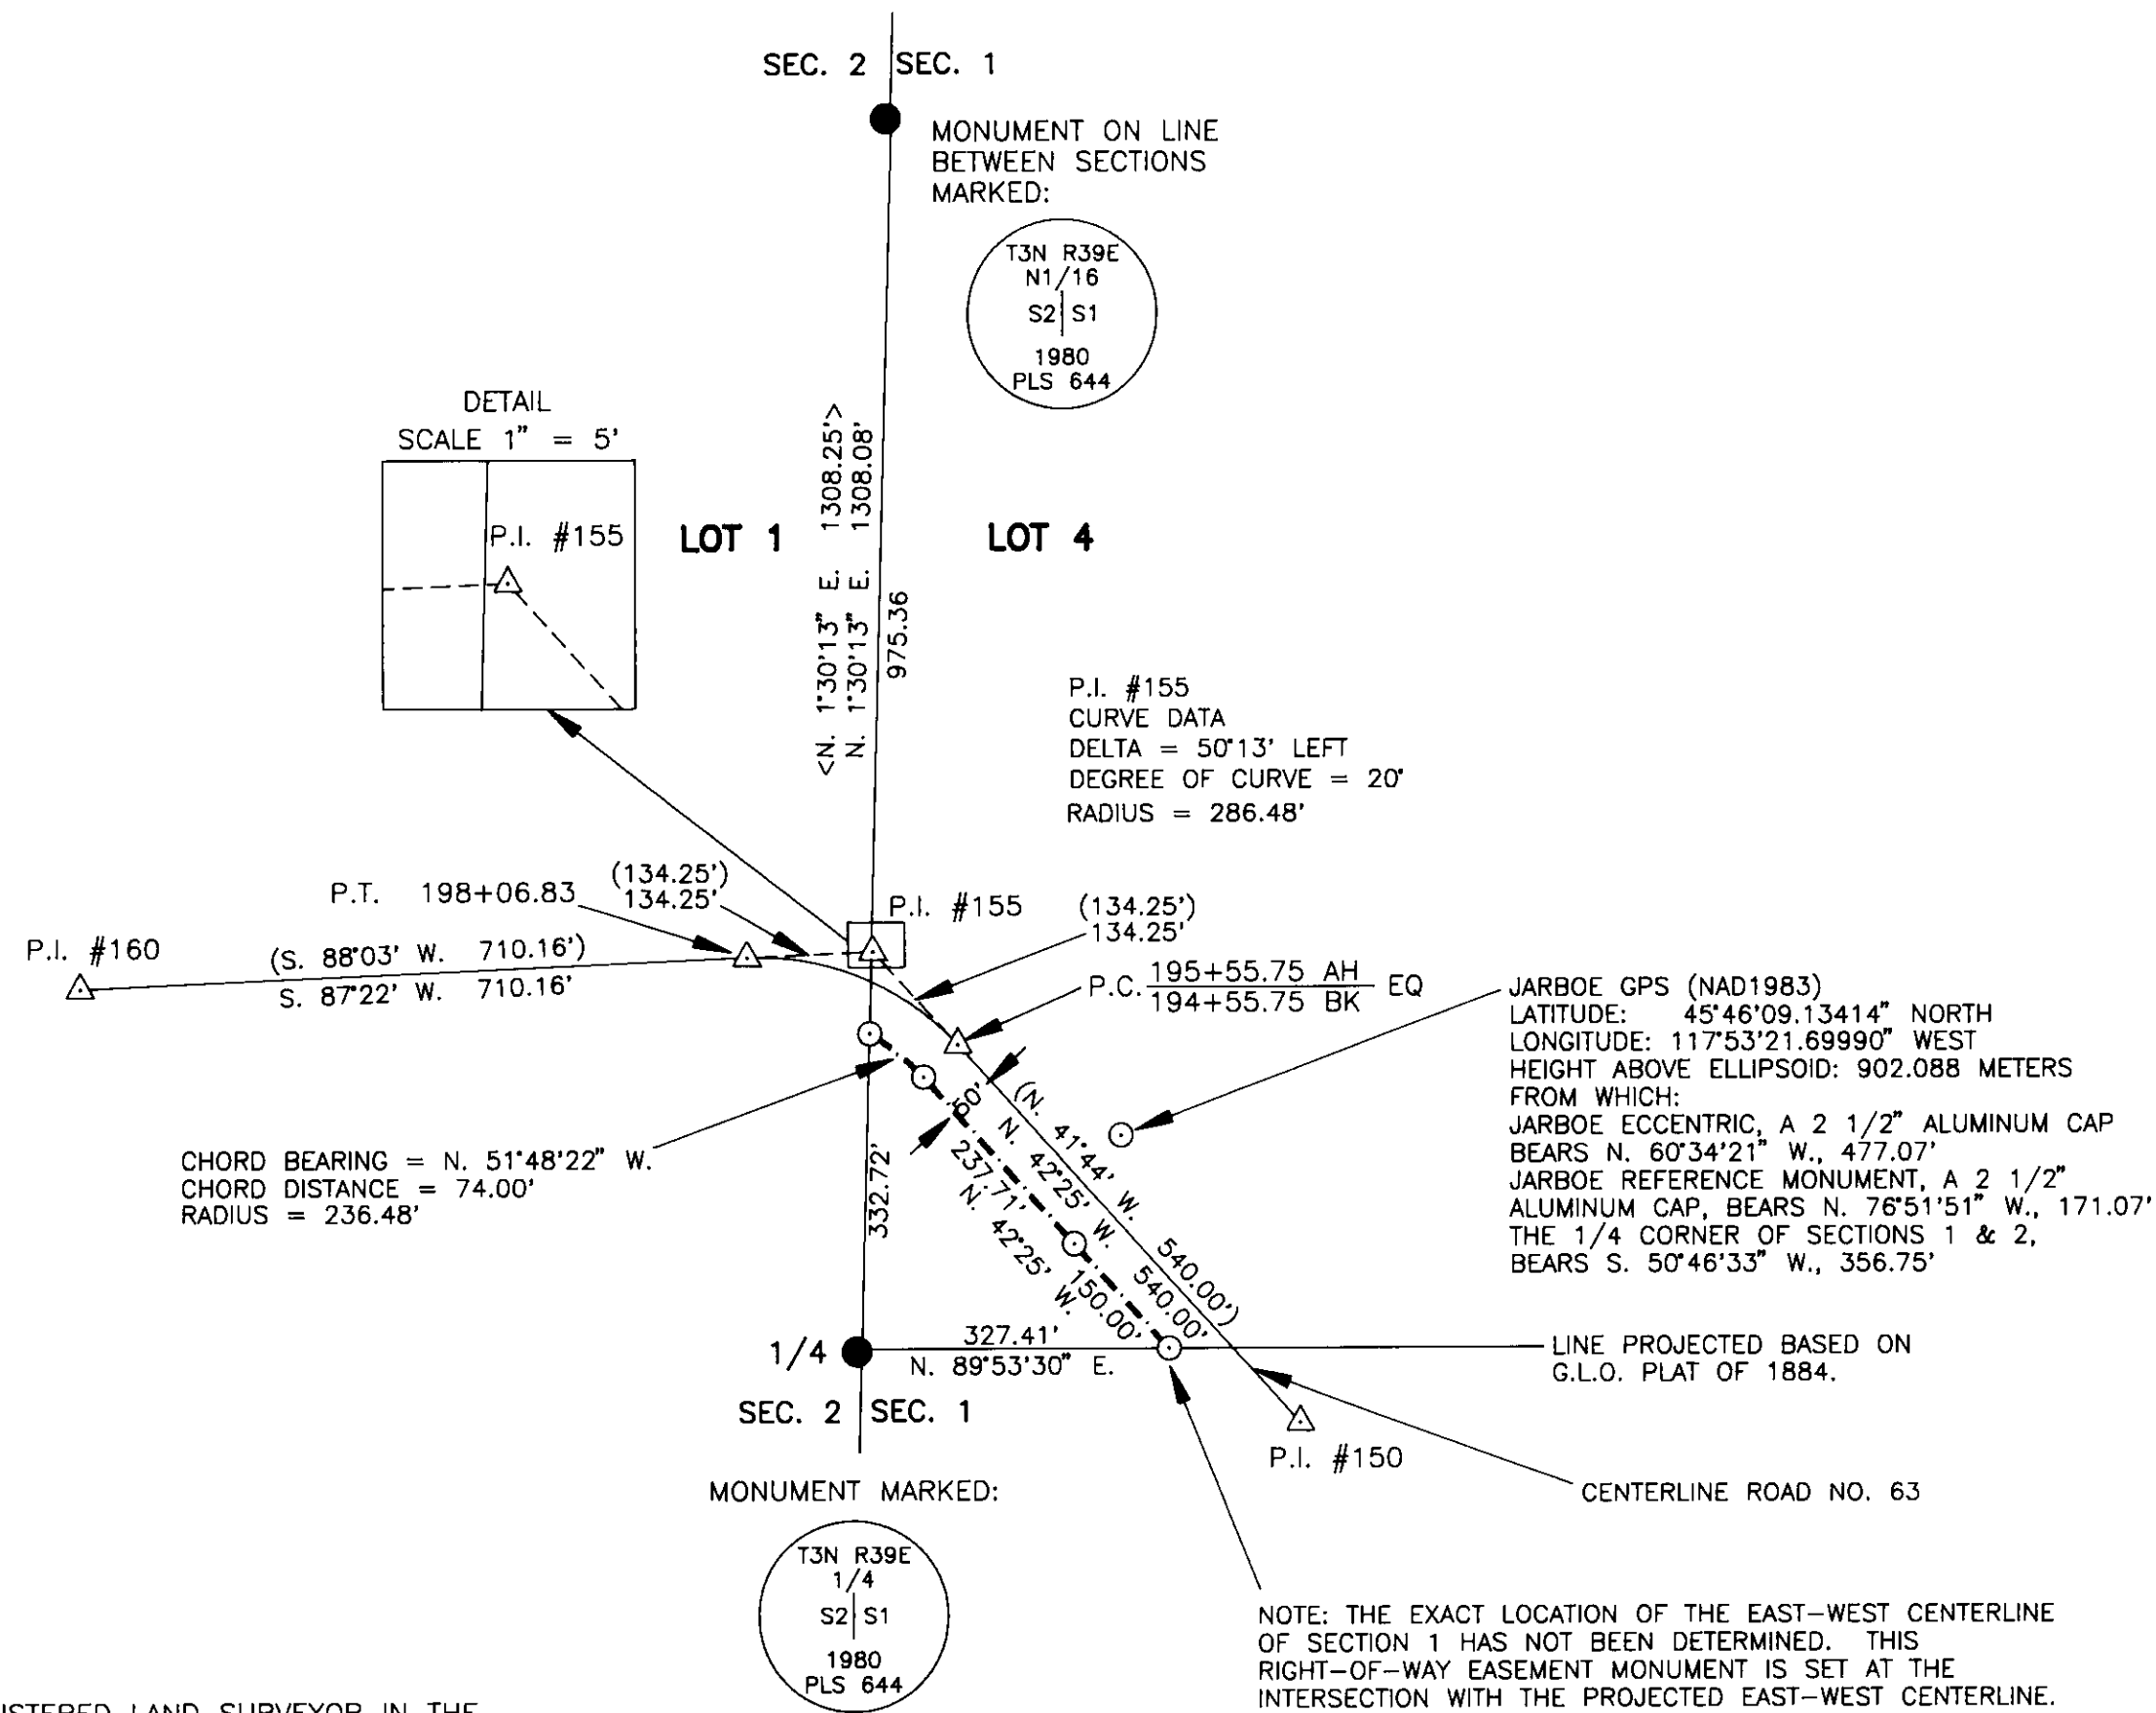 SEC. 2 SEC. 1
MONUMENT ON LINE
BETWEEN SECTIONS
MARKED:
T3N R39E
N1/16
S2 S1
1980
PLS 644
DETAIL
SCALE 1" = 5'
P.I. #155
LOT 1
LOT 4
<N. 1°30'13" E. 1308.25'>
N. 1°30'13" E. 1308.08'
975.36
P.I. #155
CURVE DATA
DELTA = 50°13' LEFT
DEGREE OF CURVE = 20°
RADIUS = 286.48'
P.T. 198+06.83
(134.25')
134.25'
P.I. #155
(134.25')
134.25'
P.I. #160
(S. 88°03' W. 710.16')
S. 87°22' W. 710.16'
P.C. 195+55.75 AH
194+55.75 BK
EQ
JARBOE GPS (NAD1983)
LATITUDE: 45°46'09.13414" NORTH
LONGITUDE: 117°53'21.69990" WEST
HEIGHT ABOVE ELLIPSOID: 902.088 METERS
FROM WHICH:
JARBOE ECCENTRIC, A 2 1/2" ALUMINUM CAP
BEARS N. 60°34'21" W., 477.07'
JARBOE REFERENCE MONUMENT, A 2 1/2"
ALUMINUM CAP, BEARS N. 76°51'51" W., 171.07'
THE 1/4 CORNER OF SECTIONS 1 & 2,
BEARS S. 50°46'33" W., 356.75'
CHORD BEARING = N. 51°48'22" W.
CHORD DISTANCE = 74.00'
RADIUS = 236.48'
332.72'
50'
(N. 41°44' W. 540.00')
N. 42°25' W. 540.00'
237.71'
N. 42°25' W.
150.00'
1/4
327.41'
N. 89°53'30" E.
LINE PROJECTED BASED ON
G.L.O. PLAT OF 1884.
SEC. 2 SEC. 1
P.I. #150
CENTERLINE ROAD NO. 63
MONUMENT MARKED:
T3N R39E
1/4
S2 S1
1980
PLS 644
NOTE: THE EXACT LOCATION OF THE EAST-WEST CENTERLINE
OF SECTION 1 HAS NOT BEEN DETERMINED. THIS
RIGHT-OF-WAY EASEMENT MONUMENT IS SET AT THE
INTERSECTION WITH THE PROJECTED EAST-WEST CENTERLINE.
LAND SURVEYOR IN THE